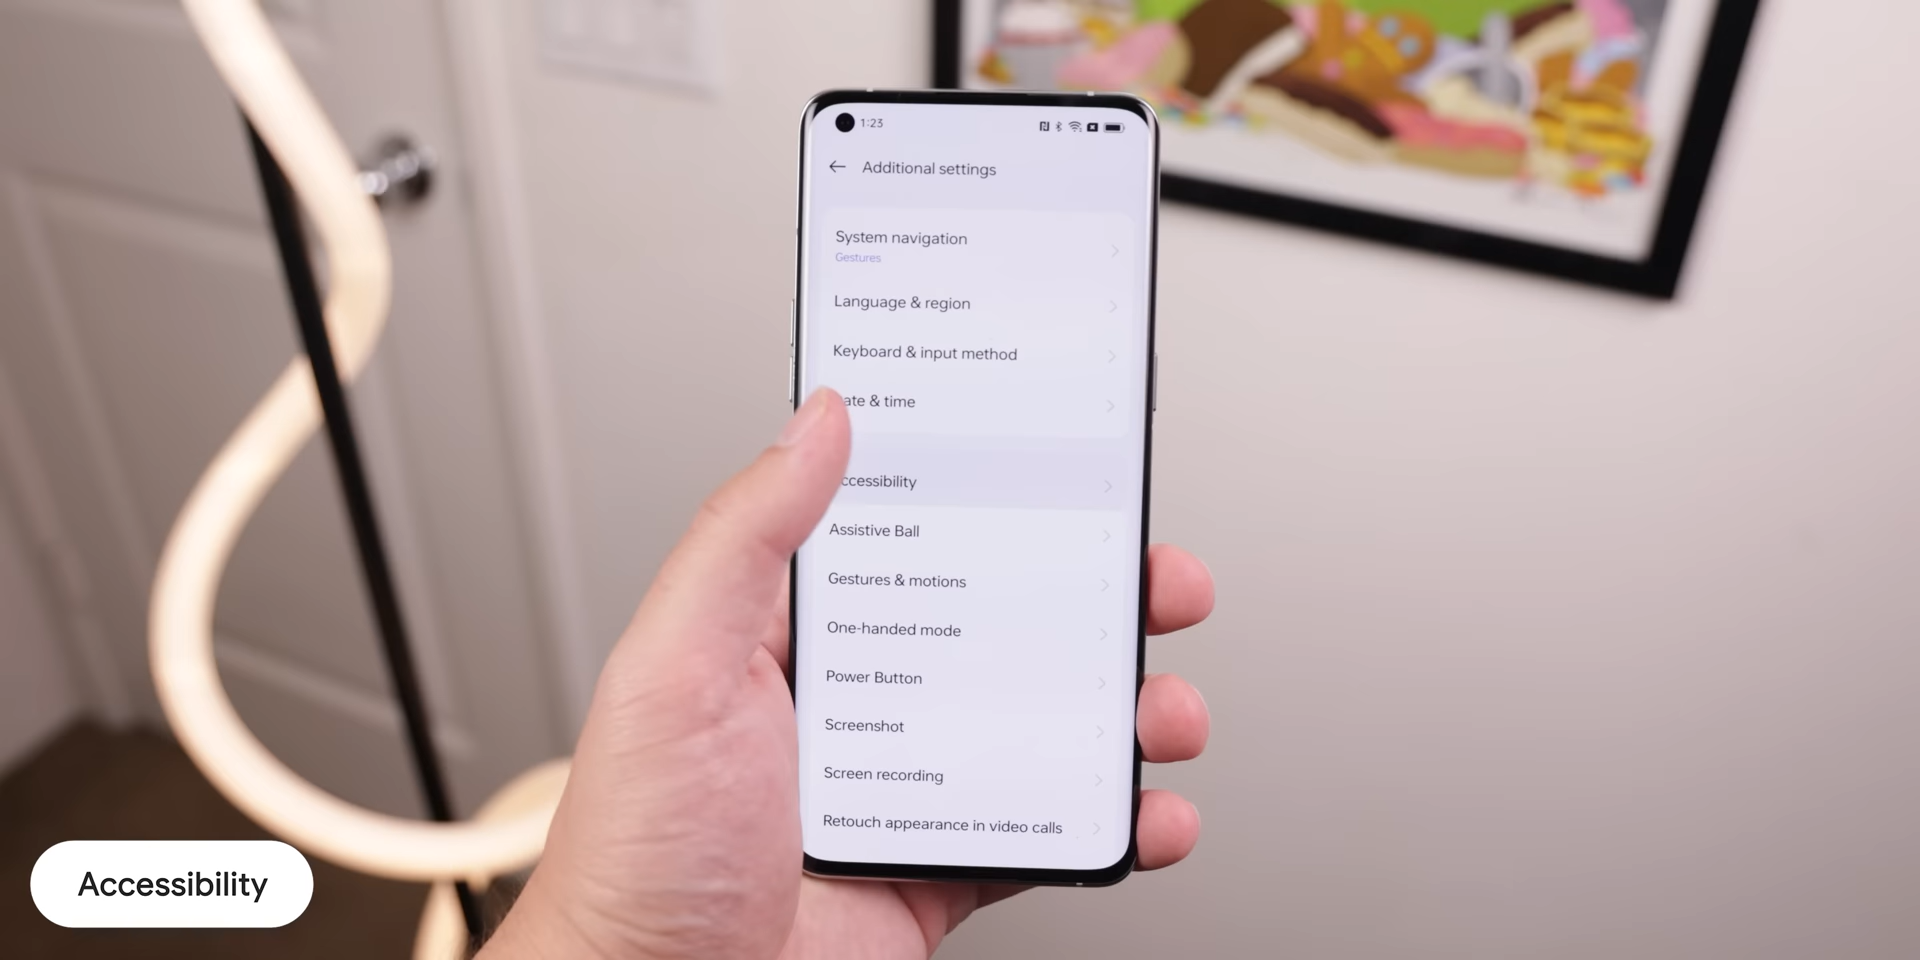 1:23
Additional settings
System navigation
Gestures
Language & region
Keyboard & input method
ate & time
ccessibility
Assistive Ball
Gestures & motions
One-handed mode
Power Button
Screenshot
Screen recording
Retouch appearance in video calls
Accessibility